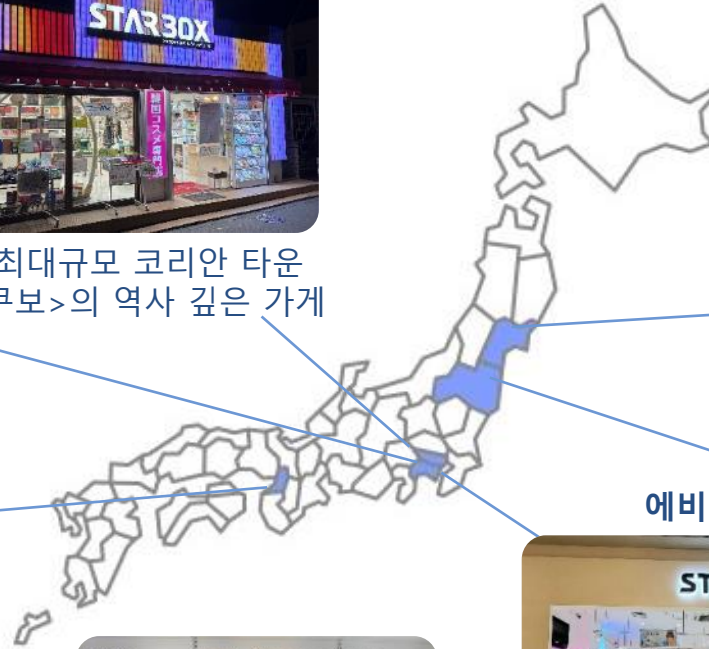 STARBOX
韓国コスメ専門店
최대규모 코리안 타운
쿠보>의 역사 깊은 가게
에비
ST